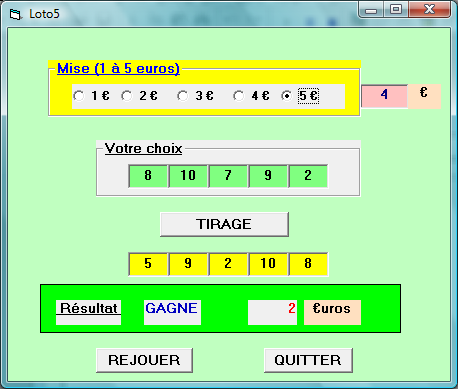 Loto5
Mise (1 à 5 euros)
1 € 2 € 3 € 4 € 5 € 4 €
Votre choix
8 10 7 9 2
TIRAGE
5 9 2 10 8
Résultat GAGNE 2 €uros
REJOUER QUITTER